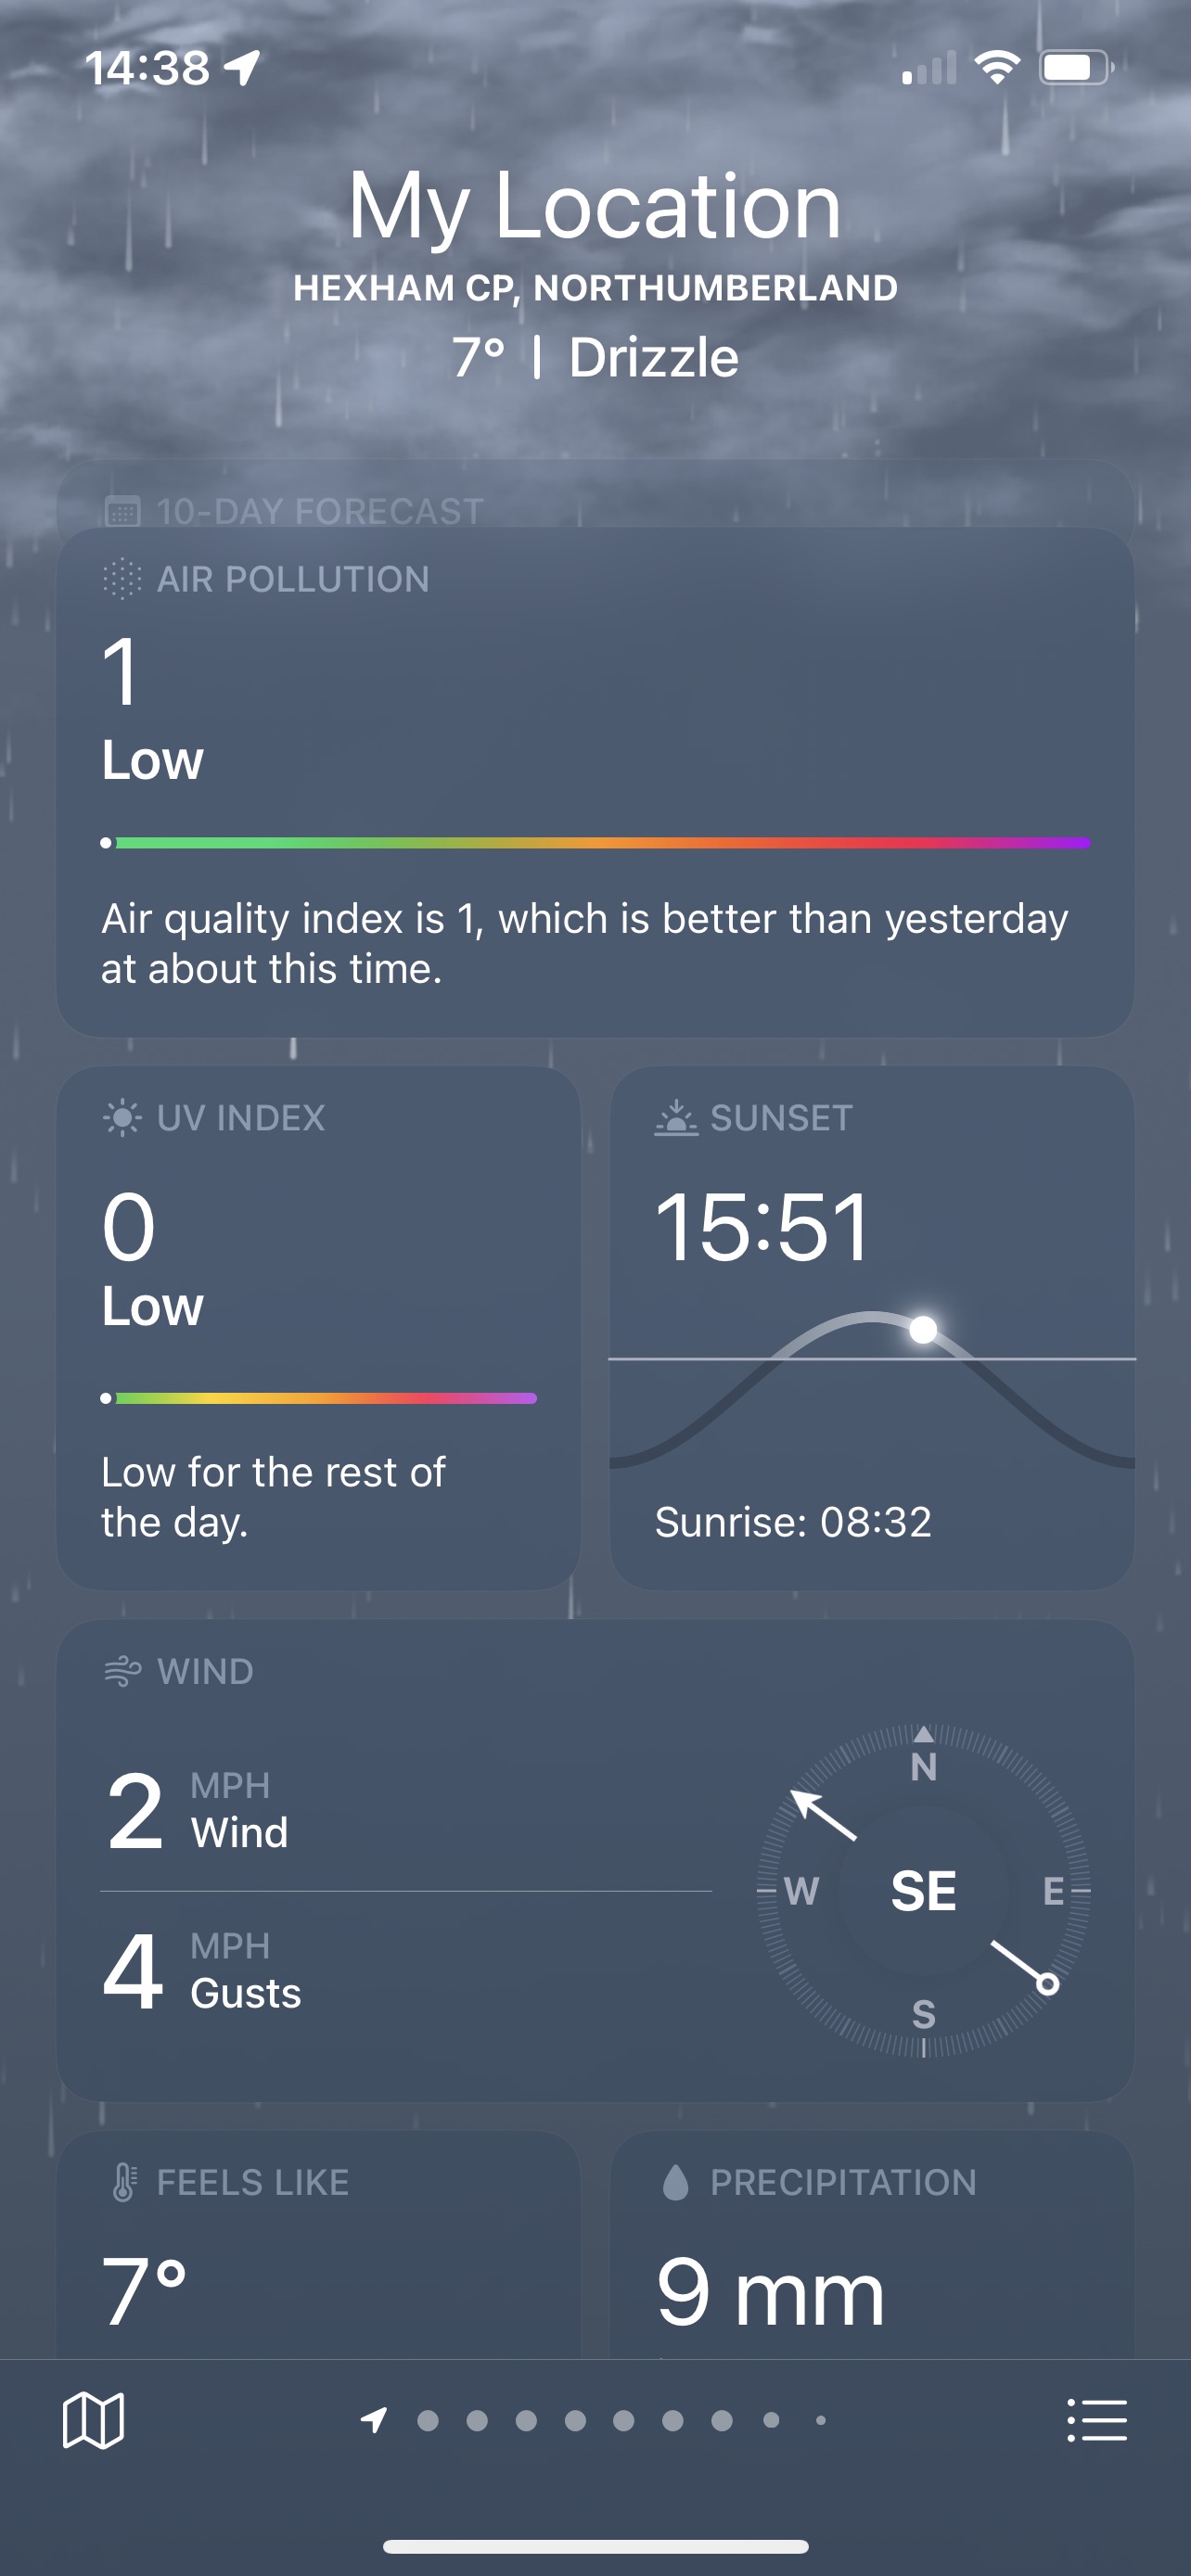 14:38
My Location
HEXHAM CP, NORTHUMBERLAND
7° | Drizzle
10-DAY FORECAST
AIR POLLUTION
1
Low
Air quality index is 1, which is better than yesterday
at about this time.
UV INDEX
0
Low
Low for the rest of
the day.
SUNSET
15:51
Sunrise: 08:32
WIND
2 MPH
Wind
4 MPH
Gusts
N
W SE E
S
FEELS LIKE
7°
PRECIPITATION
9 mm